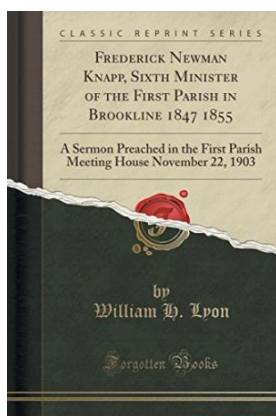 CLASSIC REPRINT SERIES
FREDERICK NEWMAN
KNAPP, SIXTH MINISTER
OF THE FIRST PARISH IN
BROOKLINE 1847 1855
A Sermon Preached in the First Parish
Meeting House November 22, 1903
by
William H. Lyon
Forgotten Books